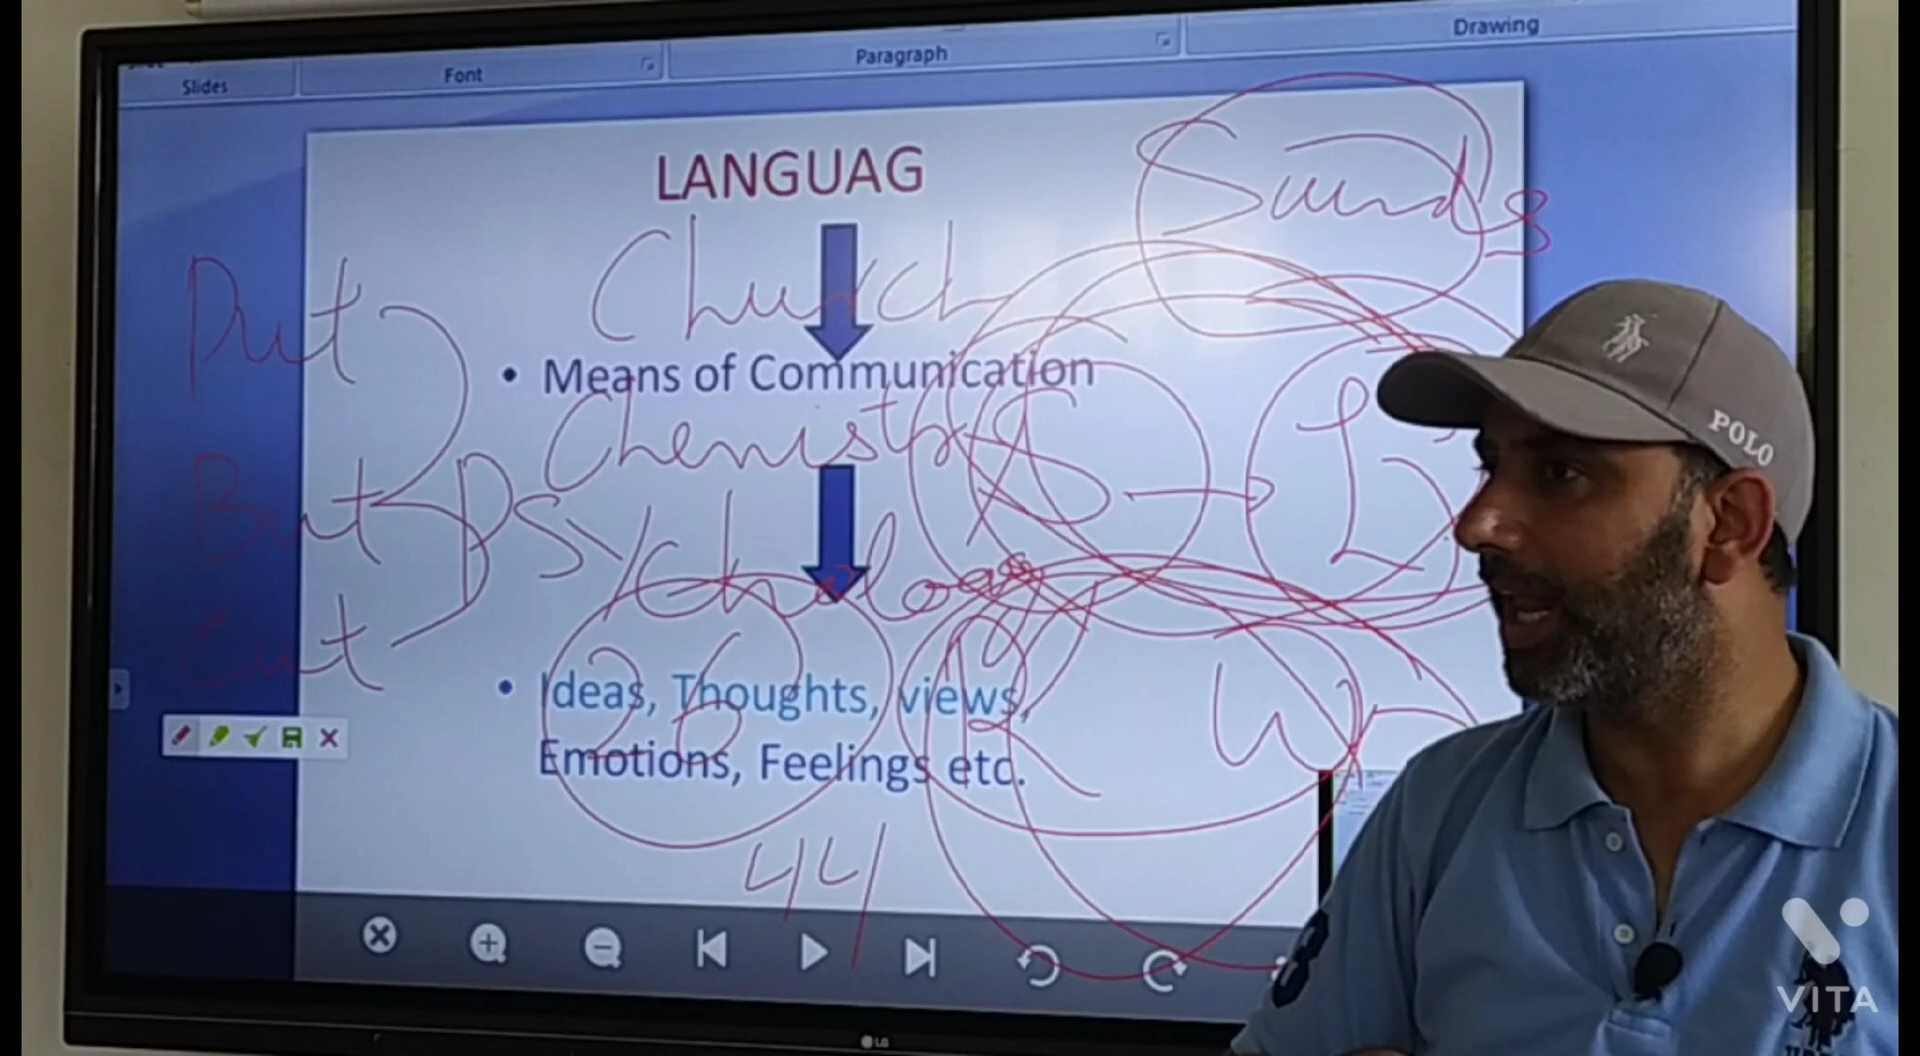 Slides Font Paragraph Drawing
LANGUAG
Sounds
Church
Put
• Means of Communication
Chemistry
S L
But Psychology
Cut
26 R W
• Ideas, Thoughts, views,
Emotions, Feelings etc.
44
POLO
LG
VITA